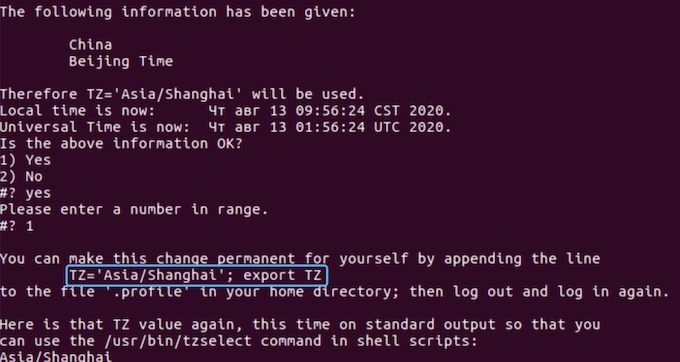 The following information has been given:
China
Beijing Time
Therefore TZ='Asia/Shanghai' will be used.
Local time is now: Чт авг 13 09:56:24 CST 2020.
Universal Time is now: Чт авг 13 01:56:24 UTC 2020.
Is the above information OK?
1) Yes
2) No
#? yes
Please enter a number in range.
#? 1
You can make this change permanent for yourself by appending the line
TZ='Asia/Shanghai'; export TZ
to the file '.profile' in your home directory; then log out and log in again.
Here is that TZ value again, this time on standard output so that you
can use the /usr/bin/tzselect command in shell scripts:
Asia/Shanghai